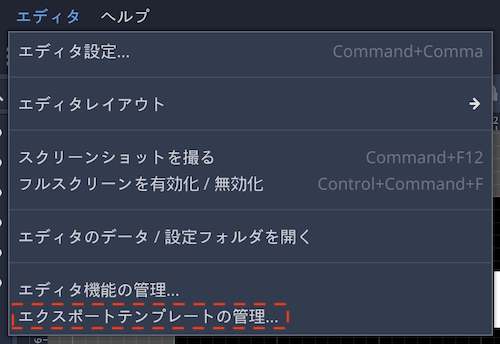 エディタ ヘルプ
エディタ設定... Command+Comma
エディタレイアウト
スクリーンショットを撮る Command+F12
フルスクリーンを有効化 / 無効化 Control+Command+F
エディタのデータ / 設定フォルダを開く
エディタ機能の管理...
エクスポートテンプレートの管理...